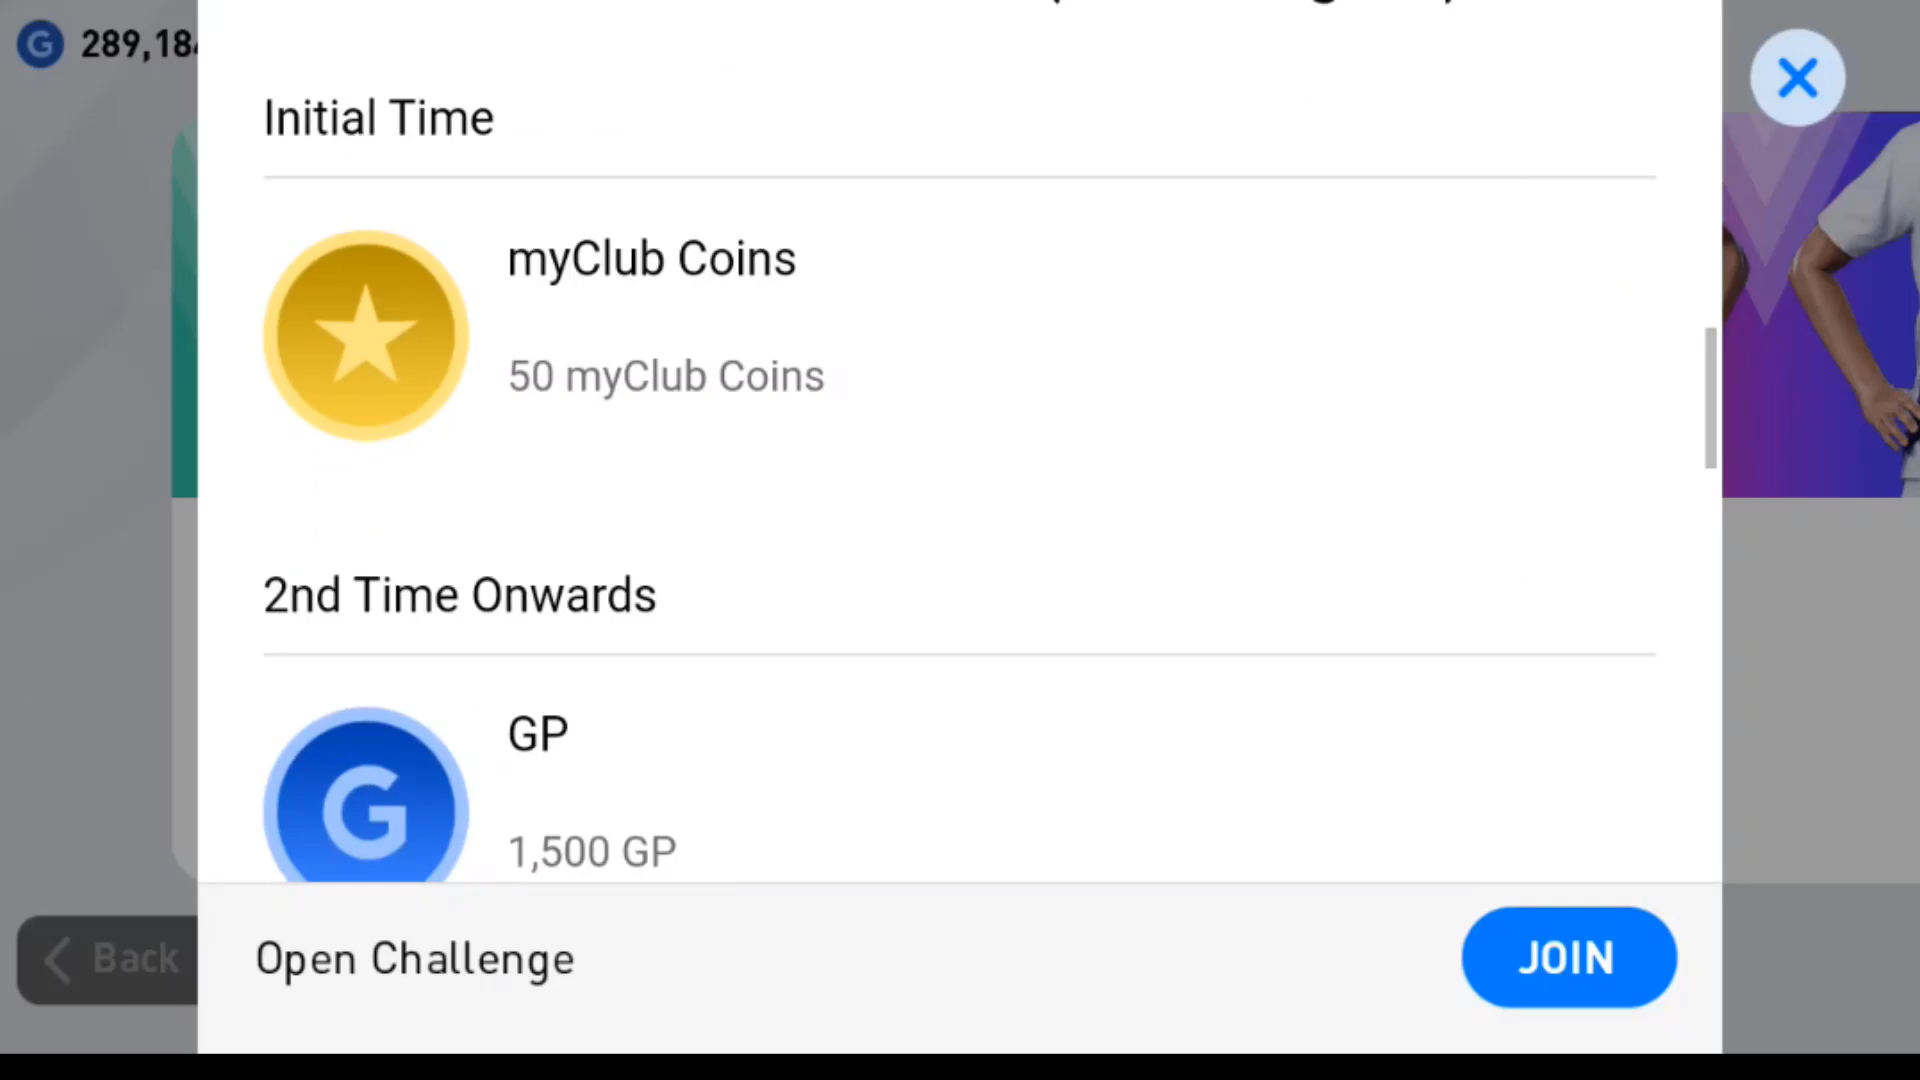 G 289,184
Initial Time
myClub Coins
50 myClub Coins
2nd Time Onwards
GP
G
1,500 GP
Back
Open Challenge
JOIN